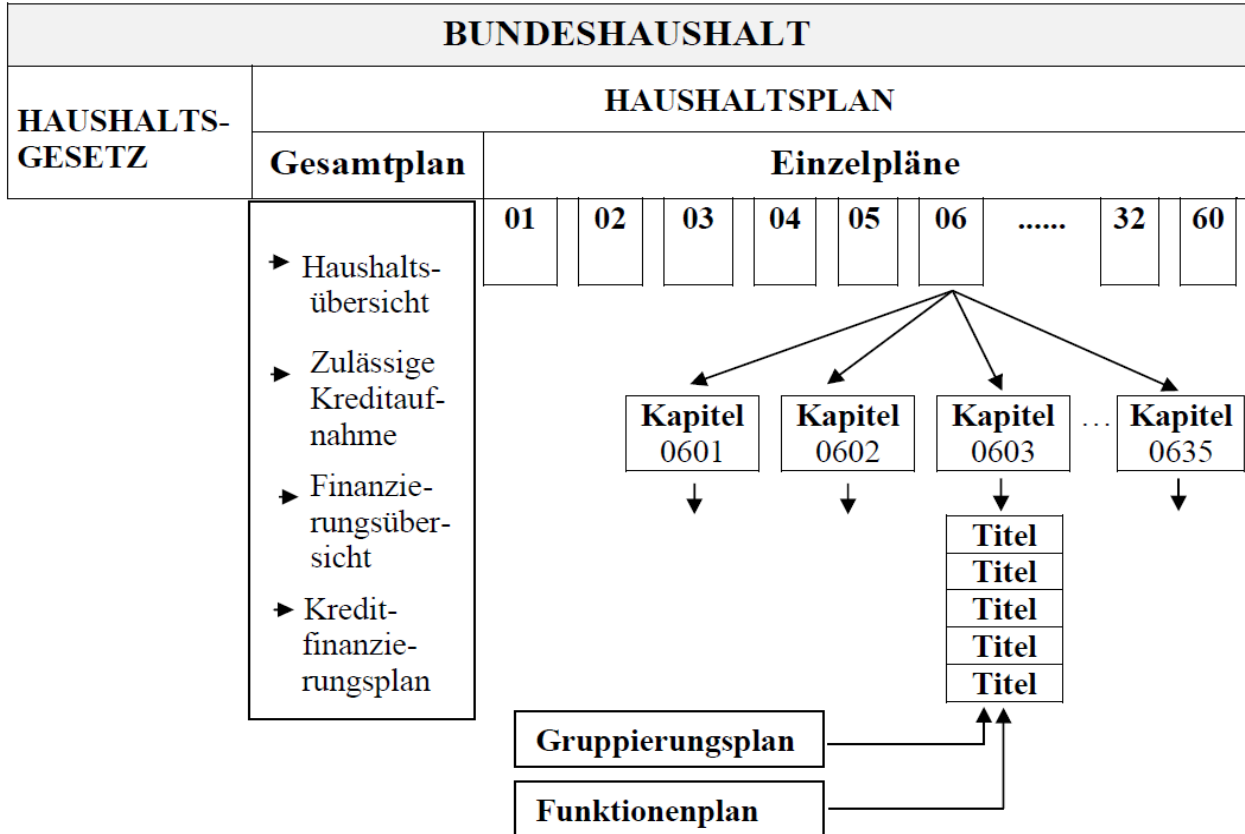 BUNDESHAUSHALT
HAUSHALTS-
GESETZ
HAUSHALTSPLAN
Gesamtplan
Einzelpläne
Haushalts-
übersicht
Zulässige
Kreditauf-
nahme
Finanzie-
rungsüber-
sicht
Kredit-
finanzie-
rungsplan
01 02 03 04 05 06 ...... 32 60
Kapitel Kapitel Kapitel ... Kapitel
0601 0602 0603 0635
Titel
Titel
Titel
Titel
Titel
Gruppierungsplan
Funktionenplan